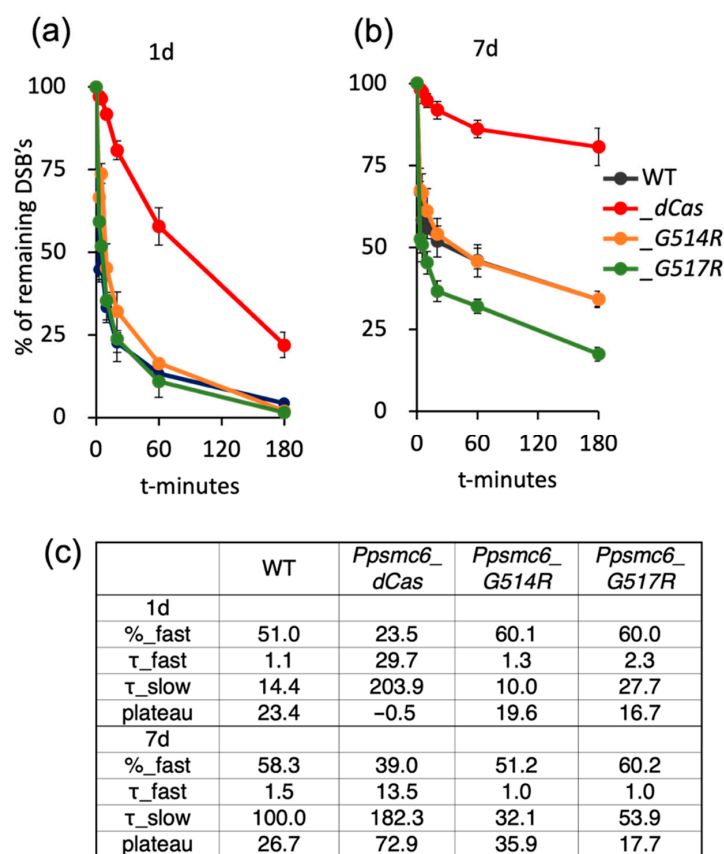 (a)
1d
% of remaining DSB's
100
75
50
25
0
0 60 120 180
t-minutes
(b)
7d
100
75
50
25
0
0 60 120 180
t-minutes
WT
_dCas
_G514R
_G517R
(c)
WT Ppsmc6_ Ppsmc6_ Ppsmc6_
dCas G514R G517R
1d
%_fast 51.0 23.5 60.1 60.0
τ_fast 1.1 29.7 1.3 2.3
τ_slow 14.4 203.9 10.0 27.7
plateau 23.4 −0.5 19.6 16.7
7d
%_fast 58.3 39.0 51.2 60.2
τ_fast 1.5 13.5 1.0 1.0
τ_slow 100.0 182.3 32.1 53.9
plateau 26.7 72.9 35.9 17.7